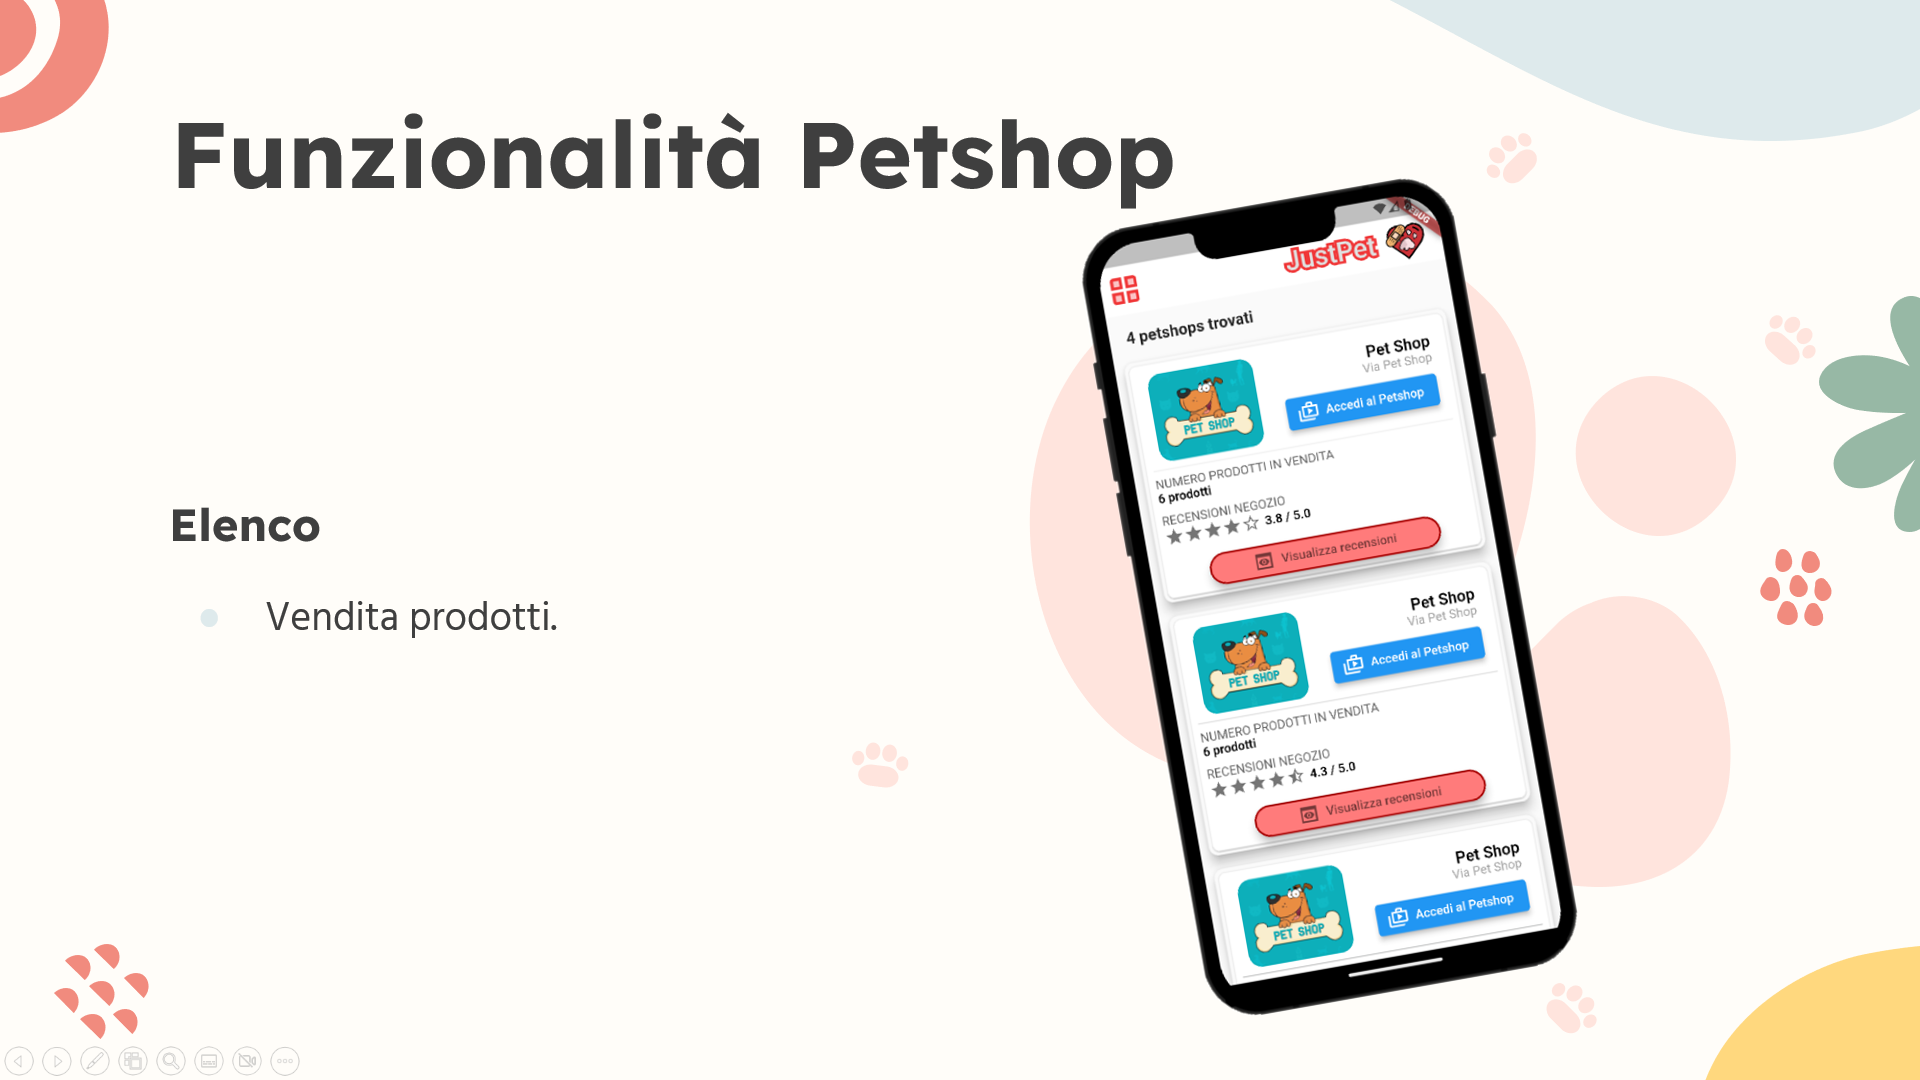 Funzionalità Petshop
Elenco
Vendita prodotti.
JustPet
4 petshops trovati
Pet Shop
Via Pet Shop
Accedi al Petshop
PET SHOP
NUMERO PRODOTTI IN VENDITA
6 prodotti
RECENSIONI NEGOZIO
3.8 / 5.0
Visualizza recensioni
Pet Shop
Via Pet Shop
Accedi al Petshop
PET SHOP
NUMERO PRODOTTI IN VENDITA
6 prodotti
RECENSIONI NEGOZIO
4.3 / 5.0
Visualizza recensioni
Pet Shop
Via Pet Shop
Accedi al Petshop
PET SHOP